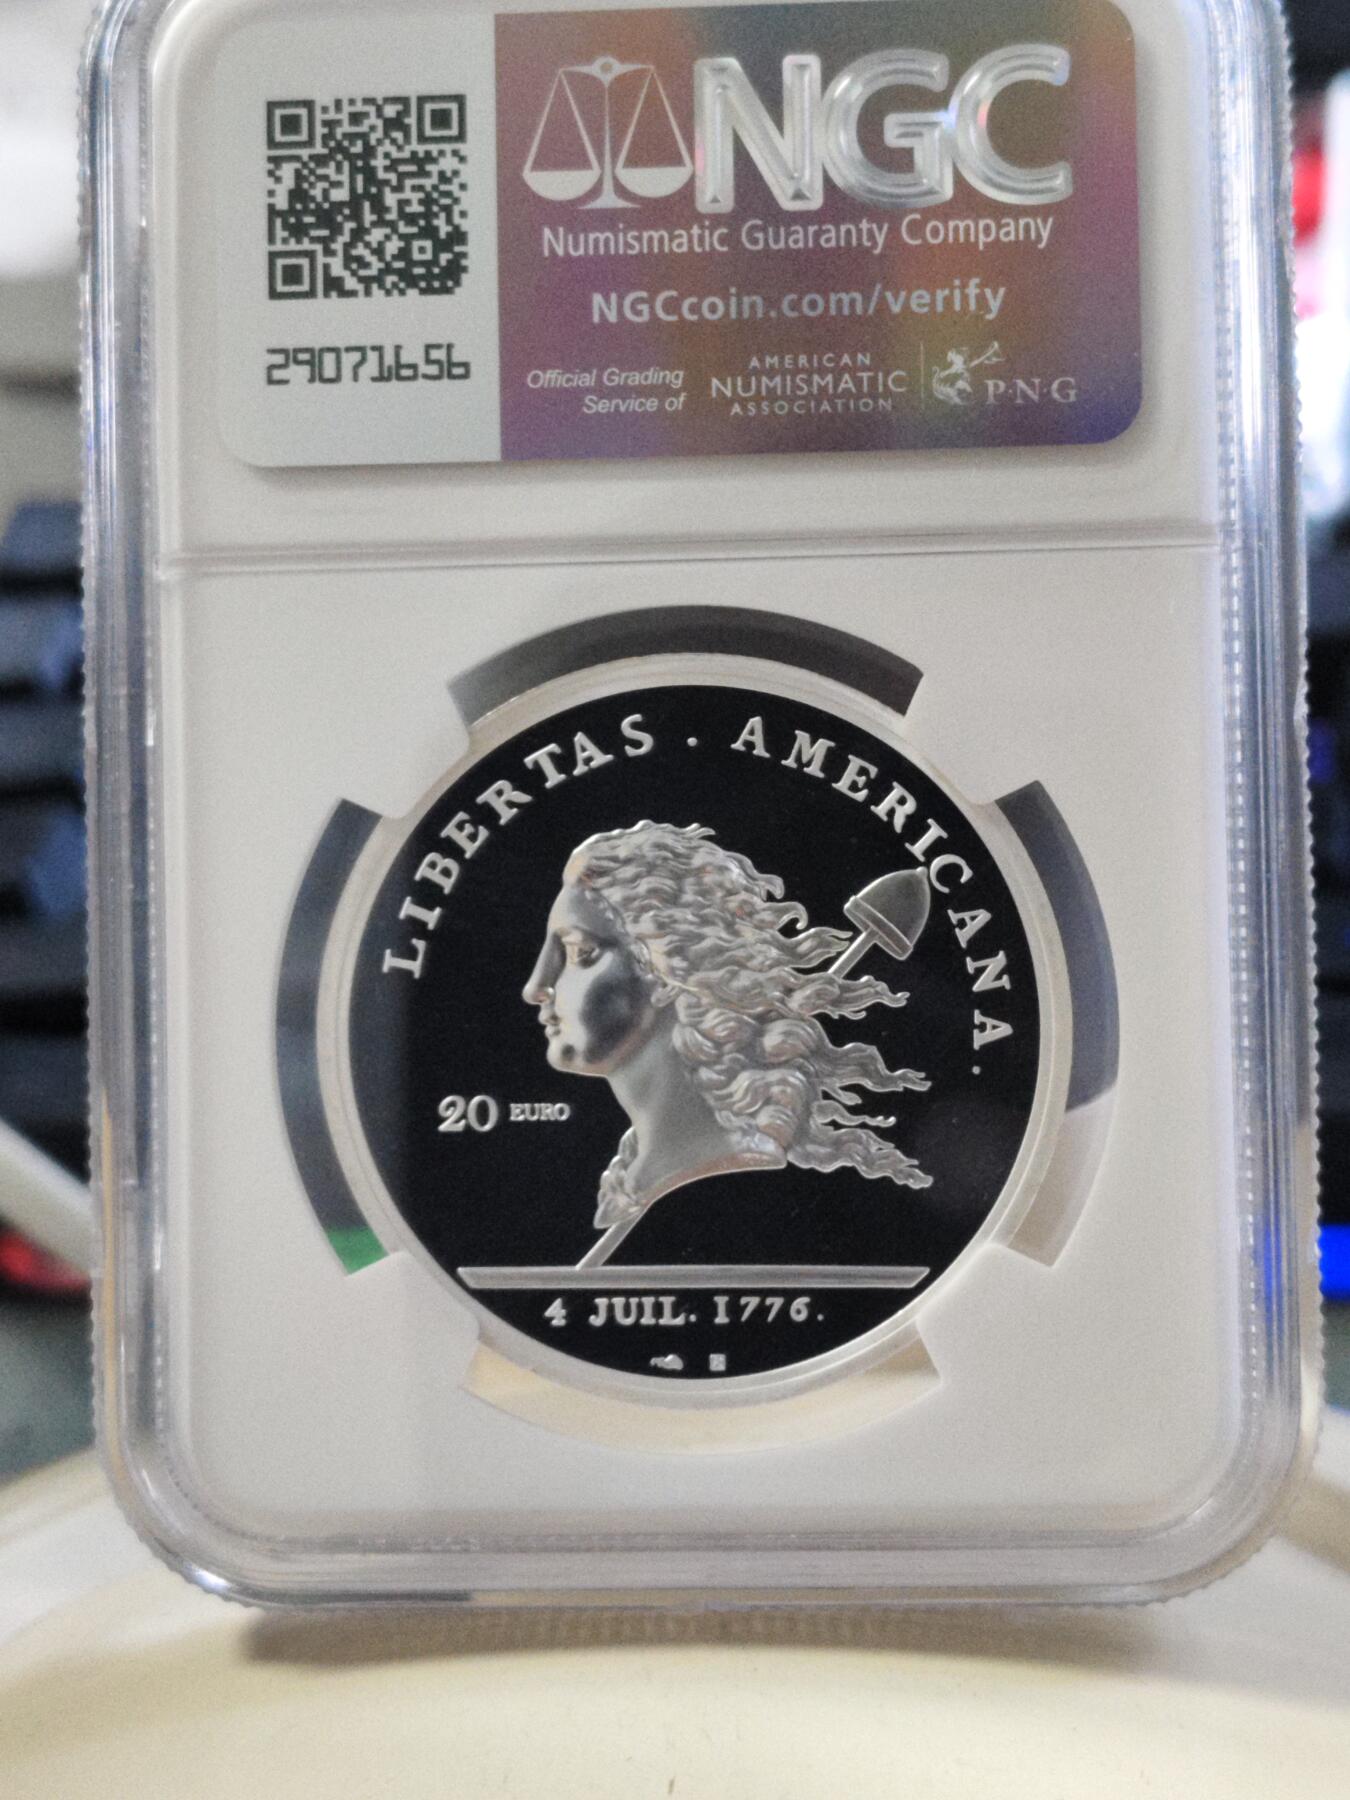 NGC
Numismatic Guaranty Company
NGCcoin.com/verify
29071656
Official Grading
Service of
AMERICAN
NUMISMATIC
ASSOCIATION
P·N·G
LIBERTAS · AMERICANA.
20 EURO
4 JUIL. 1776.